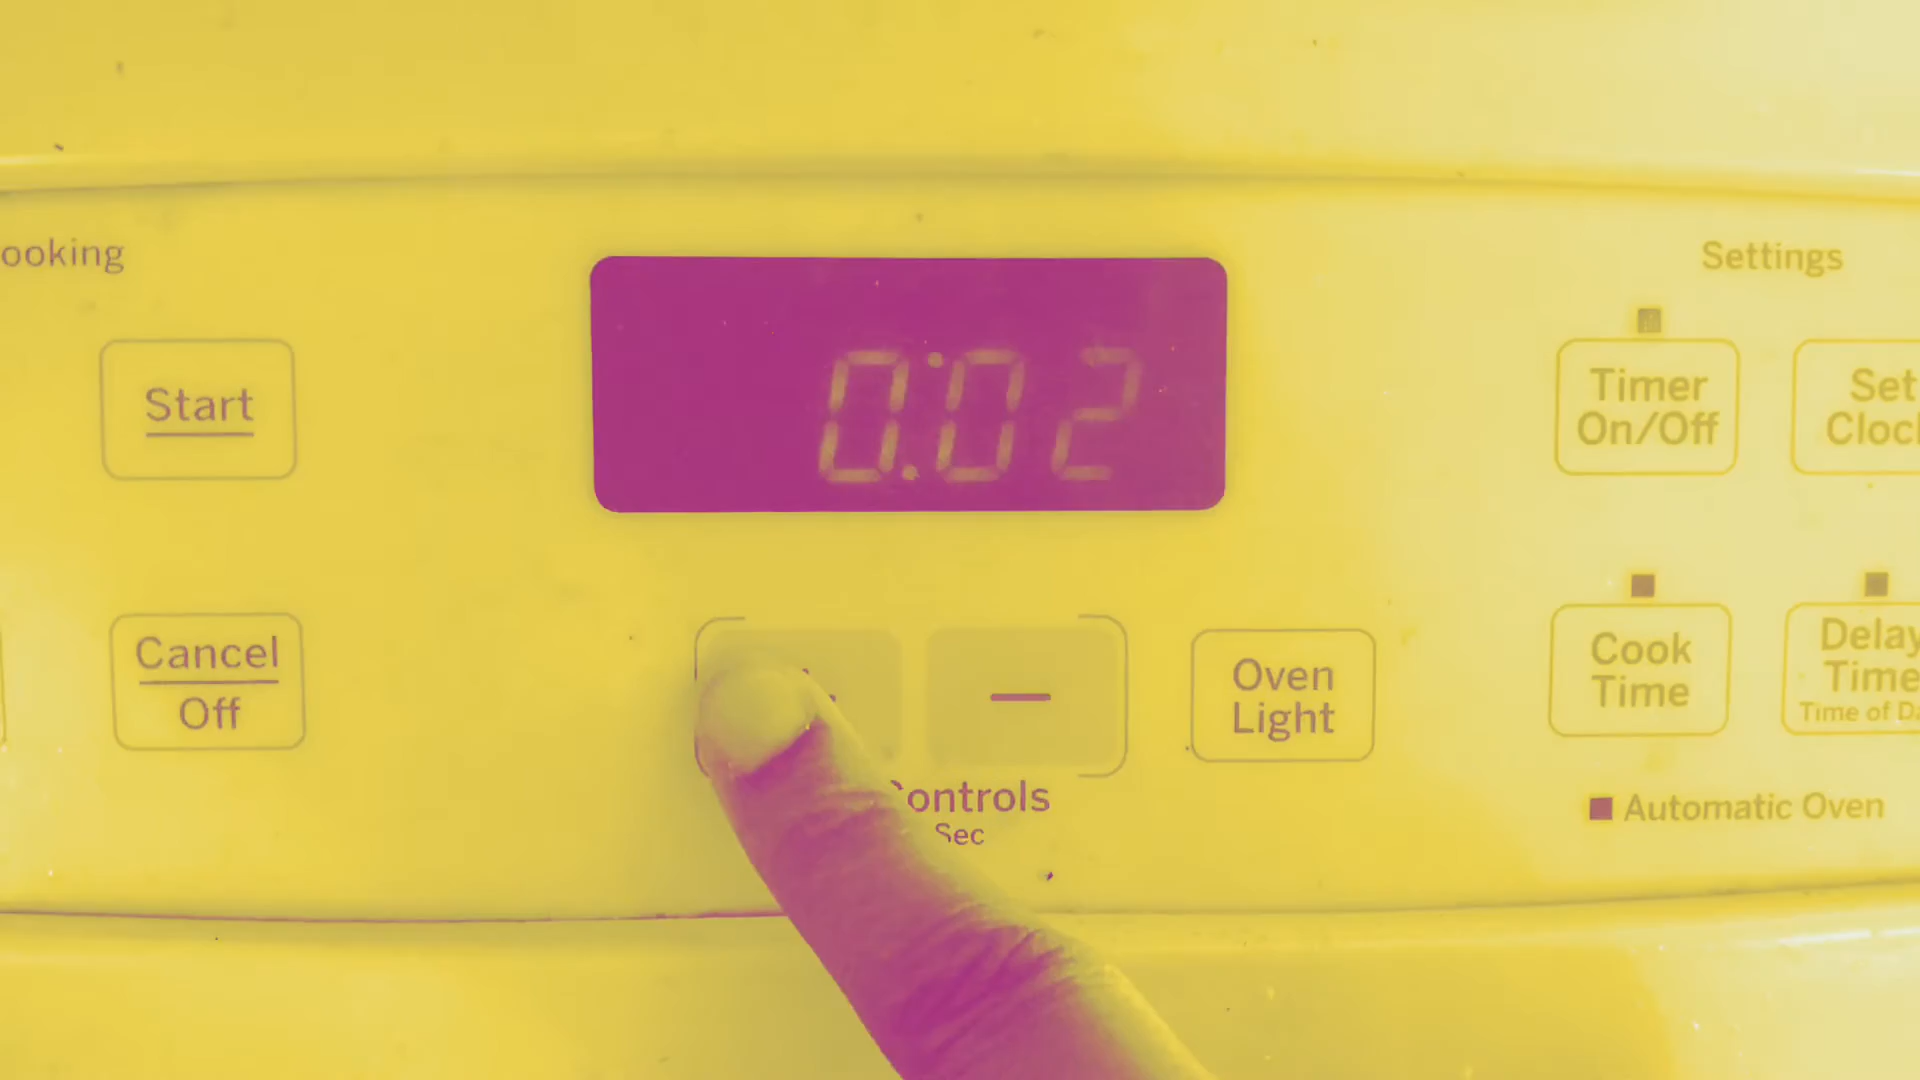 ooking
Start
Cancel
Off
0:02
—
ontrols
Sec
Oven
Light
Settings
Timer
On/Off
Set
Cloc
Cook
Time
Delay
Time
Time of Da
Automatic Oven